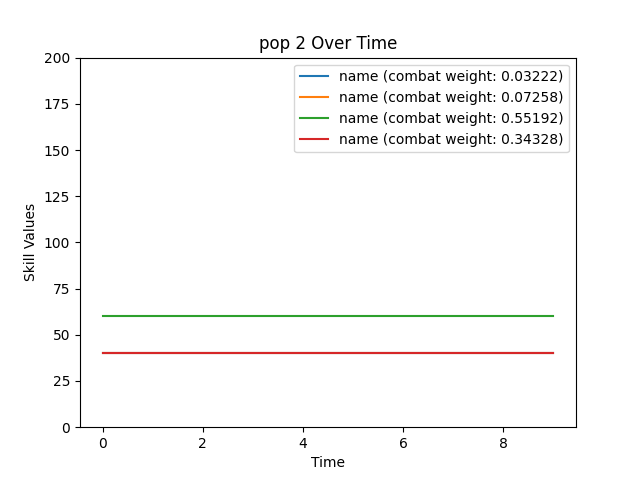 pop 2 Over Time
name (combat weight: 0.03222)
name (combat weight: 0.07258)
name (combat weight: 0.55192)
name (combat weight: 0.34328)
Skill Values
200
175
150
125
100
75
50
25
0
0 2 4 6 8
Time